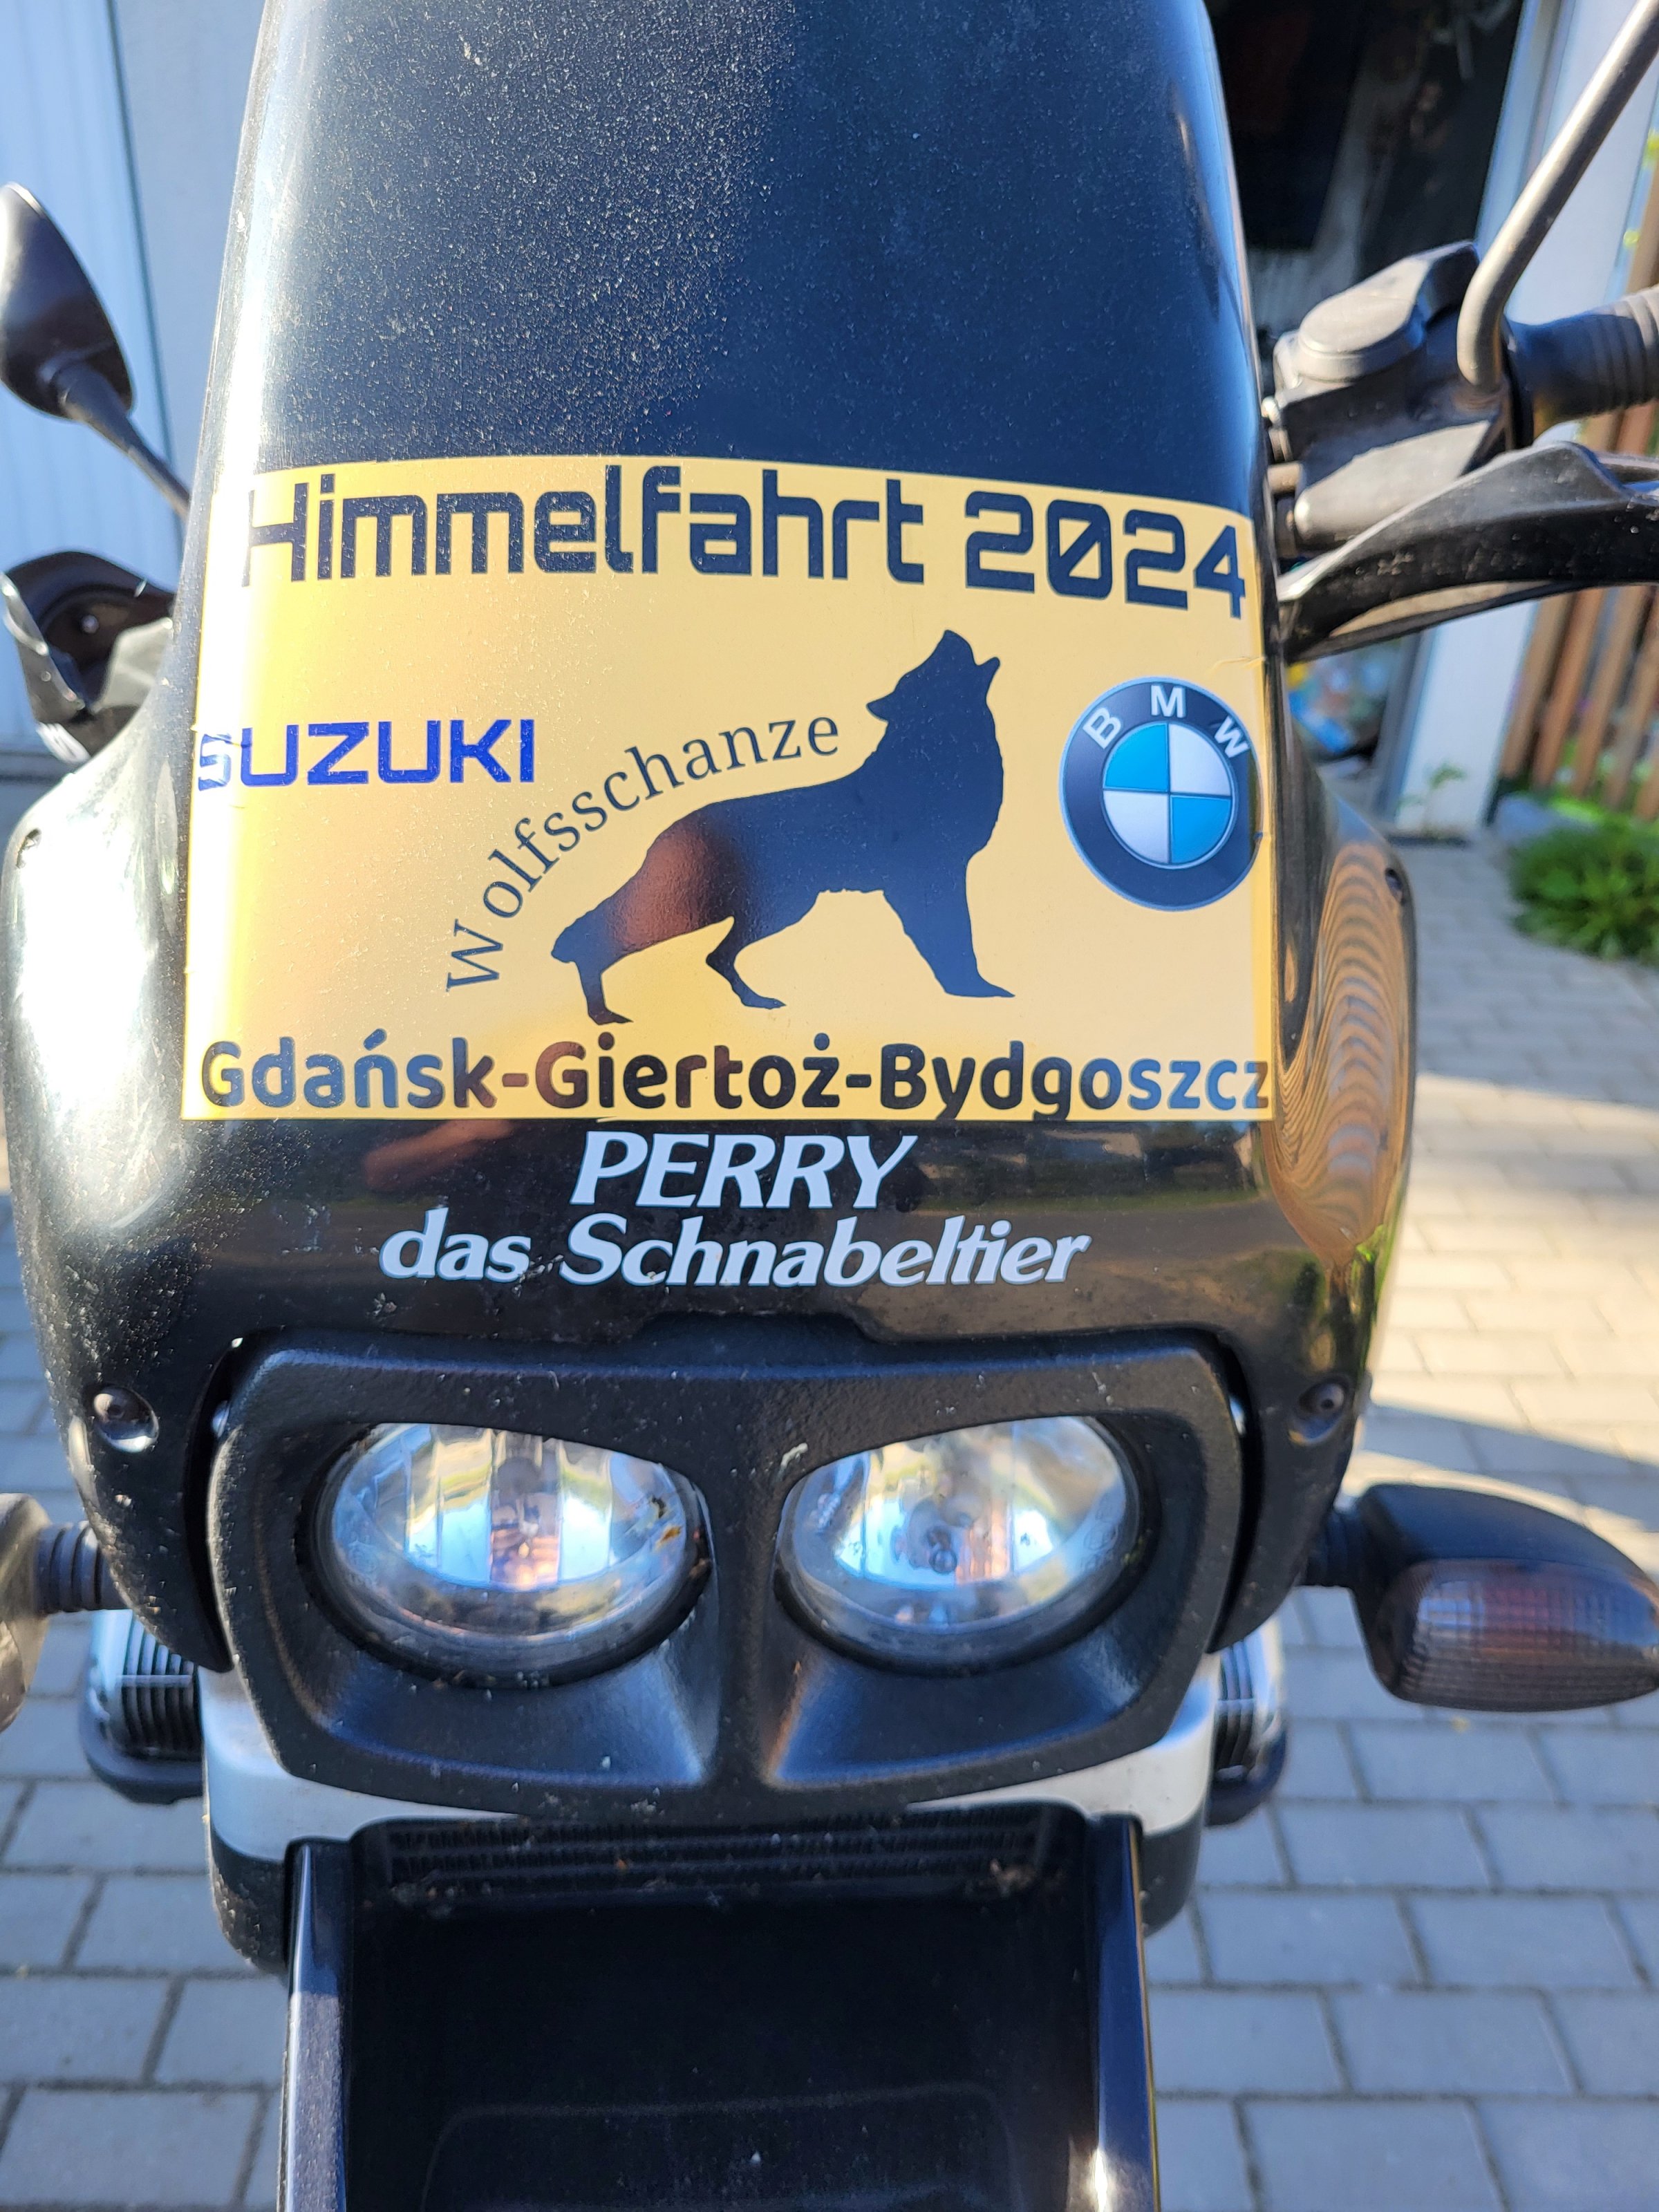 Himmelfahrt 2024
SUZUKI
Wolfsschanze
BMW
Gdańsk-Giertoż-Bydgoszcz
PERRY
das Schnabeltier